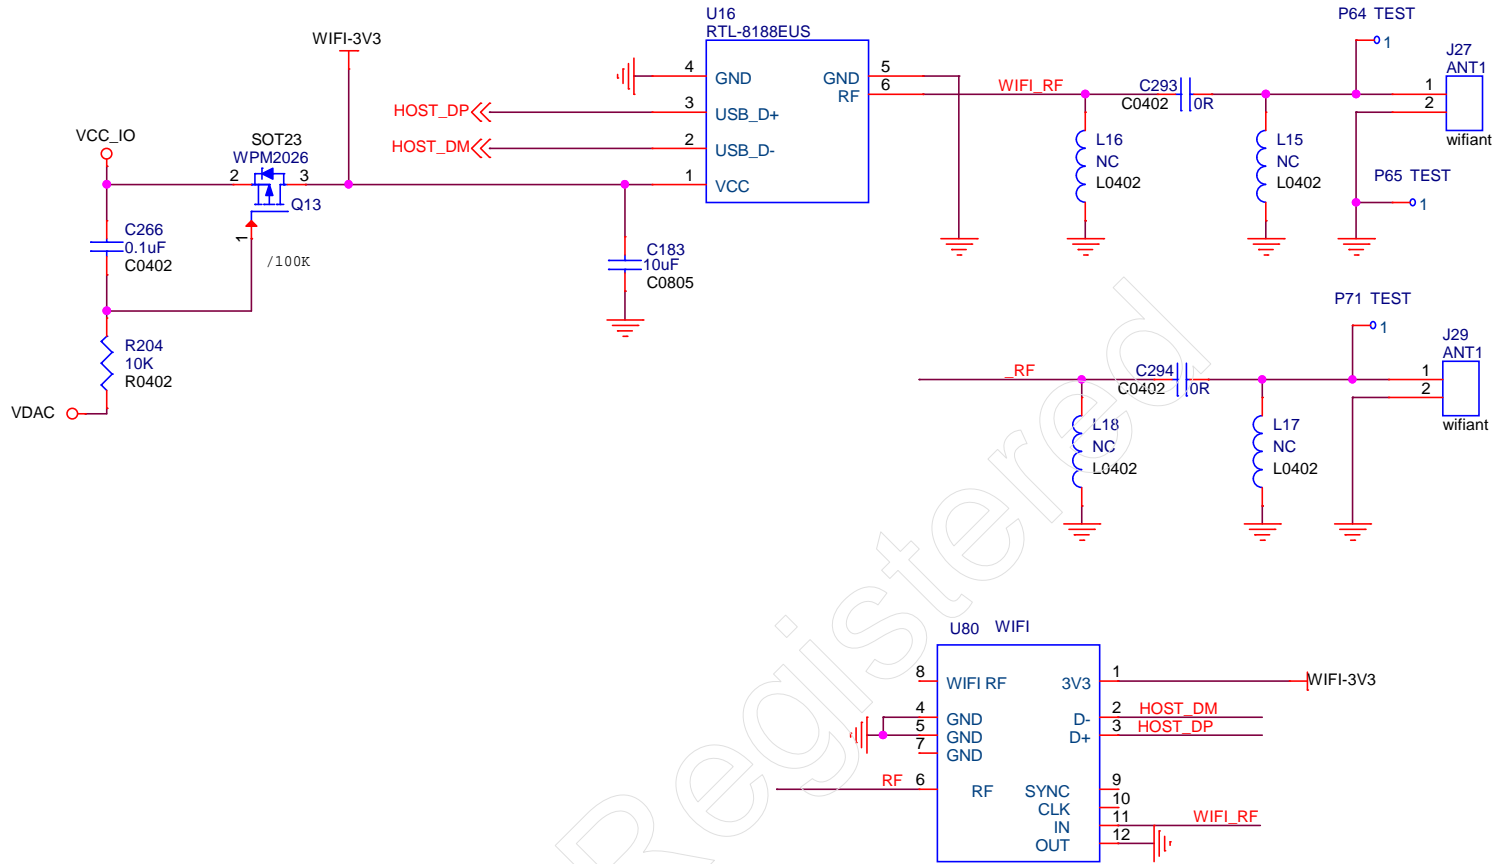 U16
RTL-8188EUS
WIFI-3V3
4 GND
GND 5
RF 6
HOST_DP
3 USB_D+
HOST_DM
2 USB_D-
1 VCC
WIFI_RF
C293
C0402 0R
P64 TEST
1
J27
ANT1
1
2
wifiant
L16
NC
L0402
L15
NC
L0402
P65 TEST
1
VCC_IO
SOT23
WPM2026
2 3
Q13
1
/100K
C266
0.1uF
C0402
C183
10uF
C0805
R204
10K
R0402
VDAC
P71 TEST
1
J29
ANT1
1
2
wifiant
_RF
C294
C0402 0R
L18
NC
L0402
L17
NC
L0402
Registered
U80 WIFI
8 WIFI RF
3V3 1
WIFI-3V3
4 GND
D- 2 HOST_DM
5 GND
D+ 3 HOST_DP
7 GND
RF 6 RF
SYNC 9
CLK 10
IN 11 WIFI_RF
OUT 12